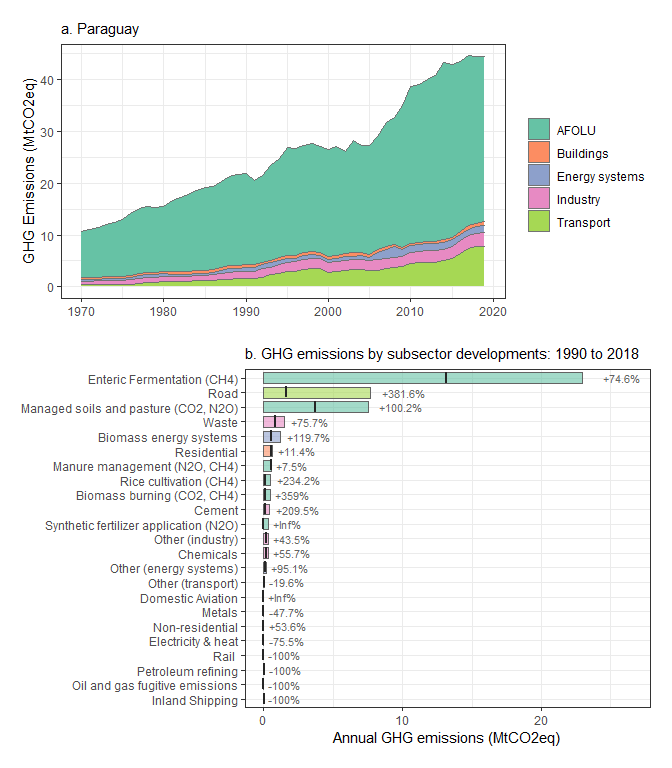 a. Paraguay
GHG Emissions (MtCO2eq)
40
30
20
10
0
1970
1980
1990
2000
2010
2020
AFOLU
Buildings
Energy systems
Industry
Transport
b. GHG emissions by subsector developments: 1990 to 2018
Enteric Fermentation (CH4) +74.6%
Road +381.6%
Managed soils and pasture (CO2, N2O) +100.2%
Waste +75.7%
Biomass energy systems +119.7%
Residential +11.4%
Manure management (N2O, CH4) +7.5%
Rice cultivation (CH4) +234.2%
Biomass burning (CO2, CH4) +359%
Cement +209.5%
Synthetic fertilizer application (N2O) +Inf%
Other (industry) +43.5%
Chemicals +55.7%
Other (energy systems) +95.1%
Other (transport) -19.6%
Domestic Aviation +Inf%
Metals -47.7%
Non-residential +53.6%
Electricity & heat -75.5%
Rail -100%
Petroleum refining -100%
Oil and gas fugitive emissions -100%
Inland Shipping -100%
0
10
20
Annual GHG emissions (MtCO2eq)